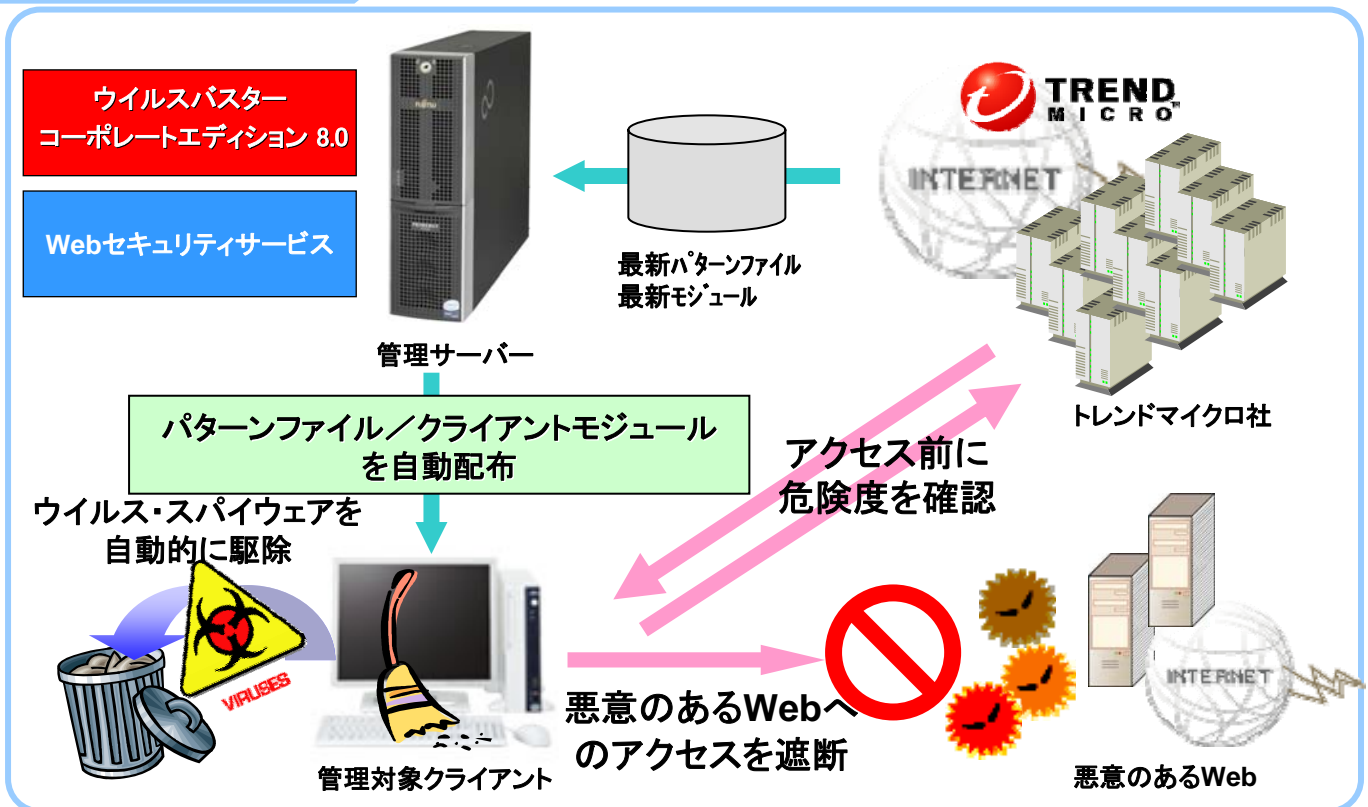 ウイルスバスター
コーポレートエディション 8.0
Webセキュリティサービス
管理サーバー
最新パターンファイル
最新モジュール
TREND
MICRO™
INTERNET
トレンドマイクロ社
パターンファイル／クライアントモジュール
を自動配布
アクセス前に
危険度を確認
ウイルス・スパイウェアを
自動的に駆除
VIRUSES
管理対象クライアント
悪意のあるWebへ
のアクセスを遮断
INTERNET
悪意のあるWeb